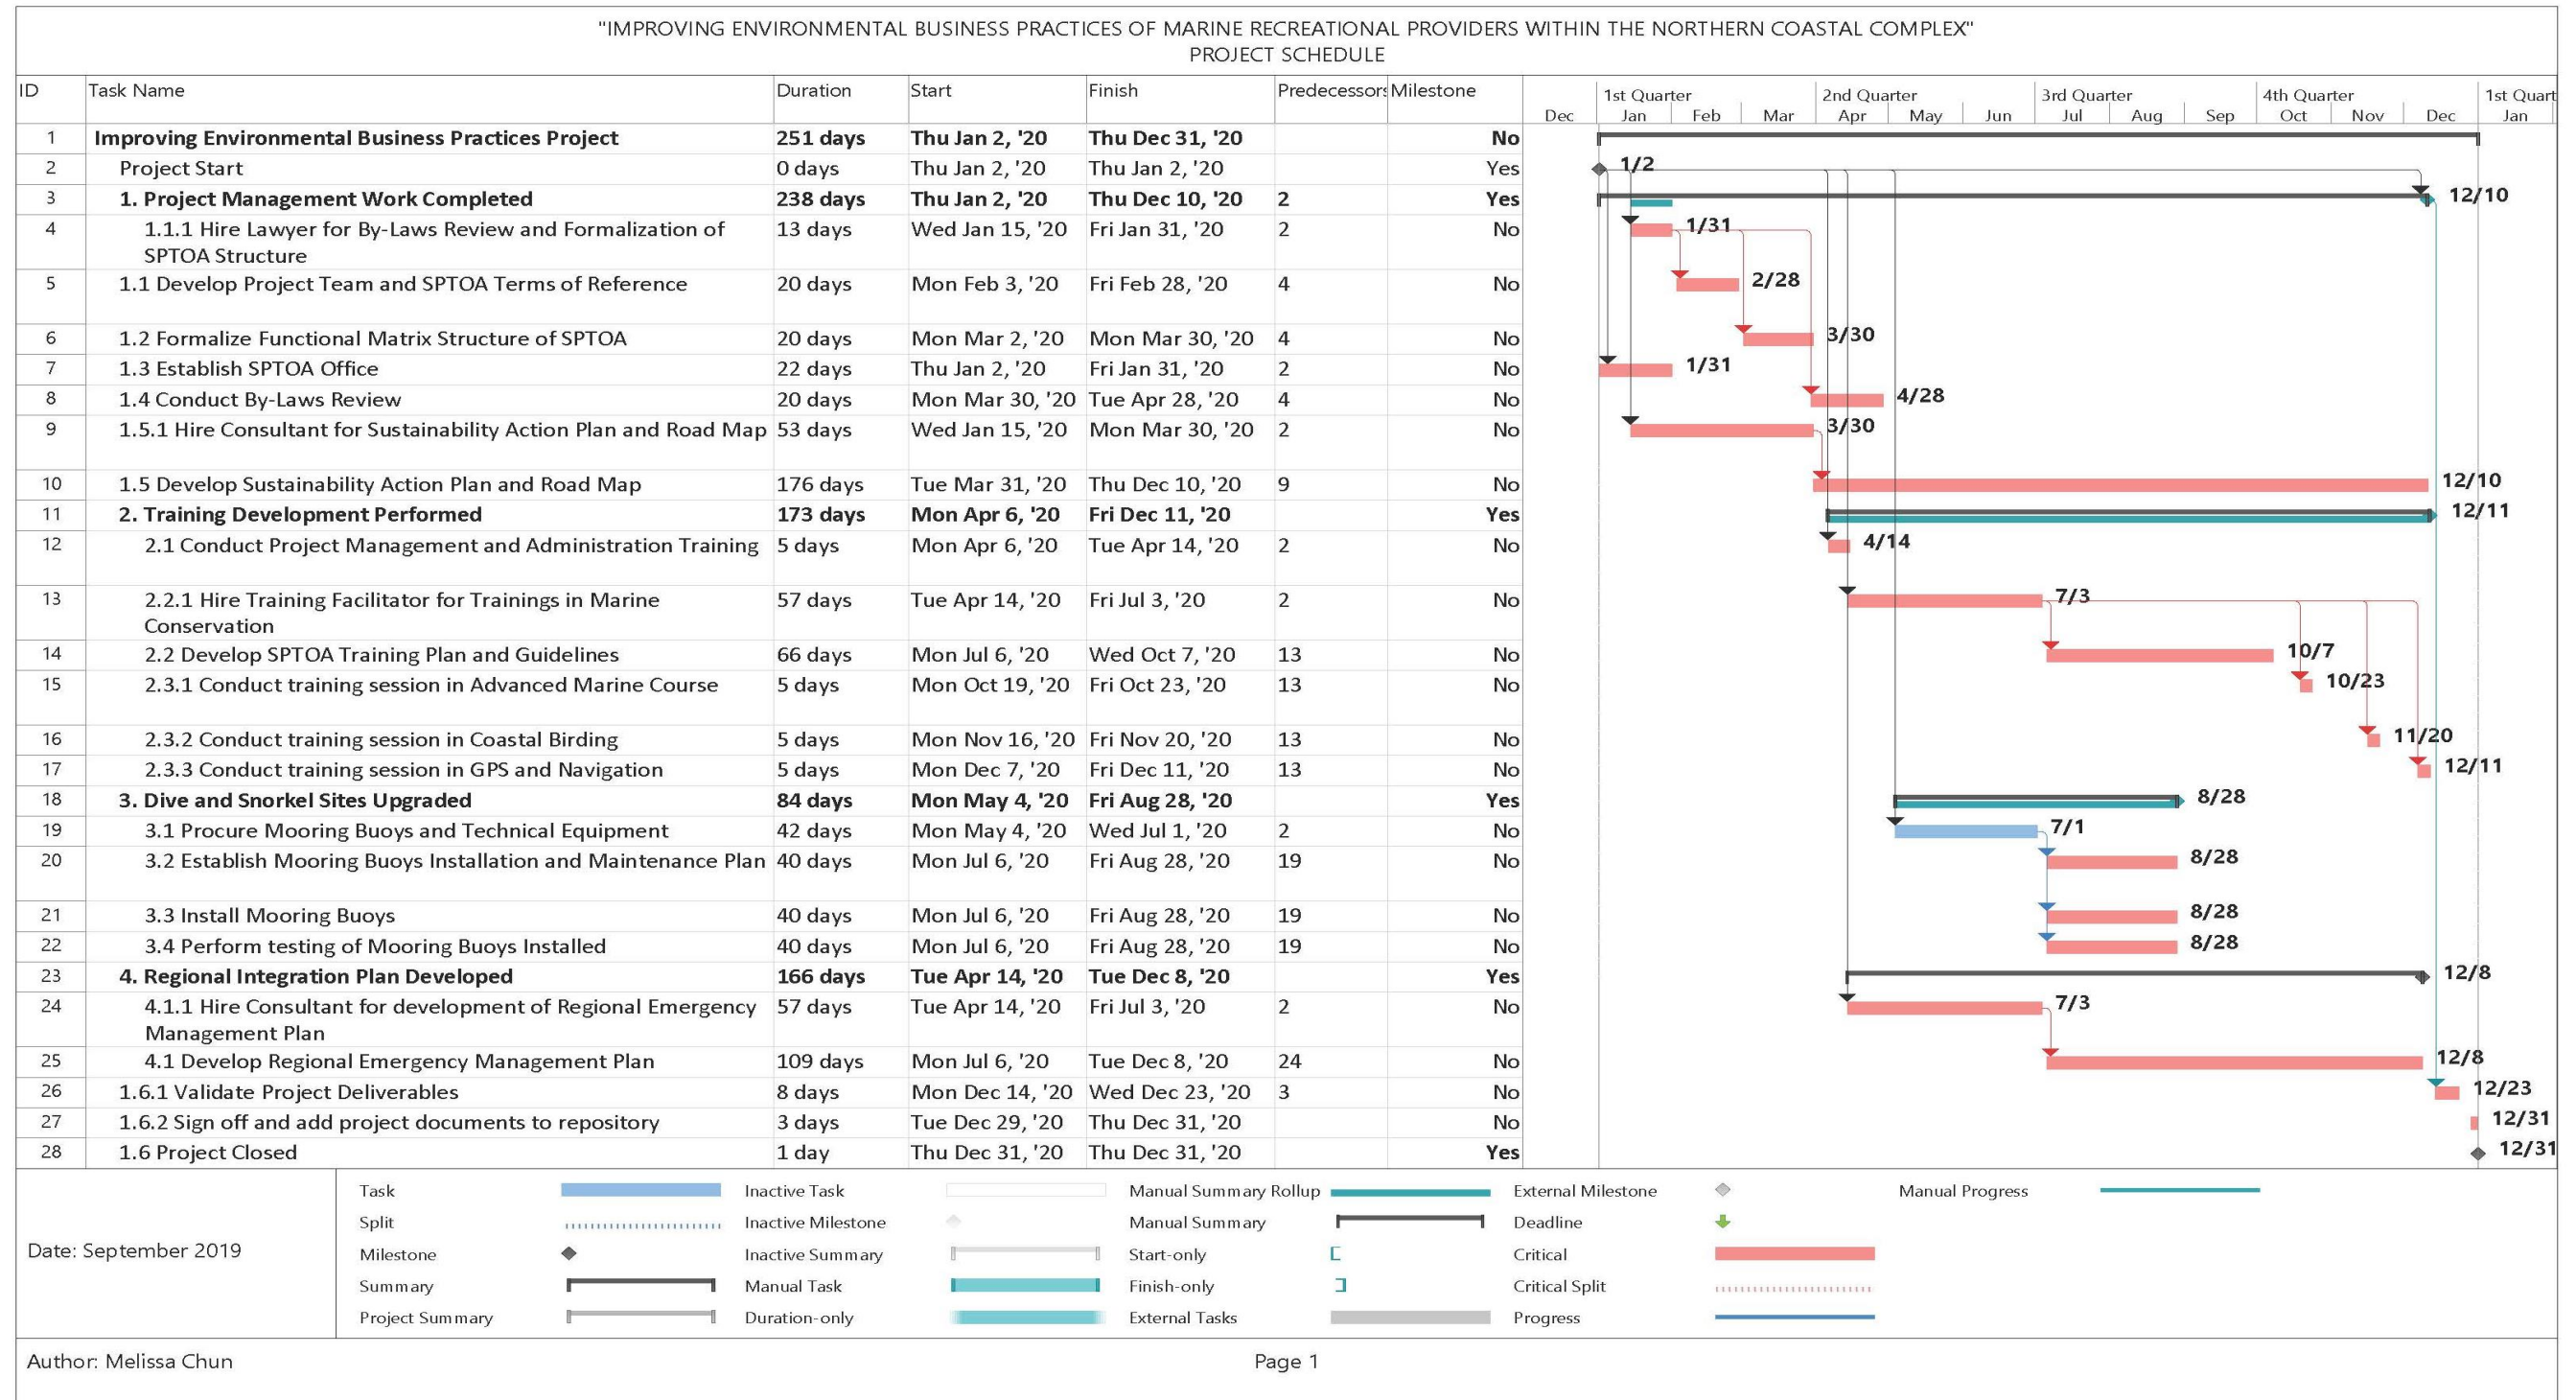 "IMPROVING ENVIRONMENTAL BUSINESS PRACTICES OF MARINE RECREATIONAL PROVIDERS WITHIN THE NORTHERN COASTAL COMPLEX"
PROJECT SCHEDULE
ID Task Name Duration Start Finish Predecessors Milestone
1st Quarter 2nd Quarter 3rd Quarter 4th Quarter 1st Quart
Dec Jan Feb Mar Apr May Jun Jul Aug Sep Oct Nov Dec Jan
1 Improving Environmental Business Practices Project 251 days Thu Jan 2, '20 Thu Dec 31, '20 No
2 Project Start 0 days Thu Jan 2, '20 Thu Jan 2, '20 Yes 1/2
3 1. Project Management Work Completed 238 days Thu Jan 2, '20 Thu Dec 10, '20 2 Yes 12/10
4 1.1.1 Hire Lawyer for By-Laws Review and Formalization of 13 days Wed Jan 15, '20 Fri Jan 31, '20 2 No 1/31
SPTOA Structure
5 1.1 Develop Project Team and SPTOA Terms of Reference 20 days Mon Feb 3, '20 Fri Feb 28, '20 4 No 2/28
6 1.2 Formalize Functional Matrix Structure of SPTOA 20 days Mon Mar 2, '20 Mon Mar 30, '20 4 No 3/30
7 1.3 Establish SPTOA Office 22 days Thu Jan 2, '20 Fri Jan 31, '20 2 No 1/31
8 1.4 Conduct By-Laws Review 20 days Mon Mar 30, '20 Tue Apr 28, '20 4 No 4/28
9 1.5.1 Hire Consultant for Sustainability Action Plan and Road Map 53 days Wed Jan 15, '20 Mon Mar 30, '20 2 No 3/30
10 1.5 Develop Sustainability Action Plan and Road Map 176 days Tue Mar 31, '20 Thu Dec 10, '20 9 No 12/10
11 2. Training Development Performed 173 days Mon Apr 6, '20 Fri Dec 11, '20 Yes 12/11
12 2.1 Conduct Project Management and Administration Training 5 days Mon Apr 6, '20 Tue Apr 14, '20 2 No 4/14
13 2.2.1 Hire Training Facilitator for Trainings in Marine 57 days Tue Apr 14, '20 Fri Jul 3, '20 2 No 7/3
Conservation
14 2.2 Develop SPTOA Training Plan and Guidelines 66 days Mon Jul 6, '20 Wed Oct 7, '20 13 No 10/7
15 2.3.1 Conduct training session in Advanced Marine Course 5 days Mon Oct 19, '20 Fri Oct 23, '20 13 No 10/23
16 2.3.2 Conduct training session in Coastal Birding 5 days Mon Nov 16, '20 Fri Nov 20, '20 13 No 11/20
17 2.3.3 Conduct training session in GPS and Navigation 5 days Mon Dec 7, '20 Fri Dec 11, '20 13 No 12/11
18 3. Dive and Snorkel Sites Upgraded 84 days Mon May 4, '20 Fri Aug 28, '20 Yes 8/28
19 3.1 Procure Mooring Buoys and Technical Equipment 42 days Mon May 4, '20 Wed Jul 1, '20 2 No 7/1
20 3.2 Establish Mooring Buoys Installation and Maintenance Plan 40 days Mon Jul 6, '20 Fri Aug 28, '20 19 No 8/28
21 3.3 Install Mooring Buoys 40 days Mon Jul 6, '20 Fri Aug 28, '20 19 No 8/28
22 3.4 Perform testing of Mooring Buoys Installed 40 days Mon Jul 6, '20 Fri Aug 28, '20 19 No 8/28
23 4. Regional Integration Plan Developed 166 days Tue Apr 14, '20 Tue Dec 8, '20 Yes 12/8
24 4.1.1 Hire Consultant for development of Regional Emergency 57 days Tue Apr 14, '20 Fri Jul 3, '20 2 No 7/3
Management Plan
25 4.1 Develop Regional Emergency Management Plan 109 days Mon Jul 6, '20 Tue Dec 8, '20 24 No 12/8
26 1.6.1 Validate Project Deliverables 8 days Mon Dec 14, '20 Wed Dec 23, '20 3 No 12/23
27 1.6.2 Sign off and add project documents to repository 3 days Tue Dec 29, '20 Thu Dec 31, '20 No 12/31
28 1.6 Project Closed 1 day Thu Dec 31, '20 Thu Dec 31, '20 Yes 12/31
Task Inactive Task Manual Summary Rollup External Milestone Manual Progress
Split Inactive Milestone Manual Summary Deadline
Date: September 2019 Milestone Inactive Summary Start-only Critical
Summary Manual Task Finish-only Critical Split
Project Summary Duration-only External Tasks Progress
Author: Melissa Chun Page 1